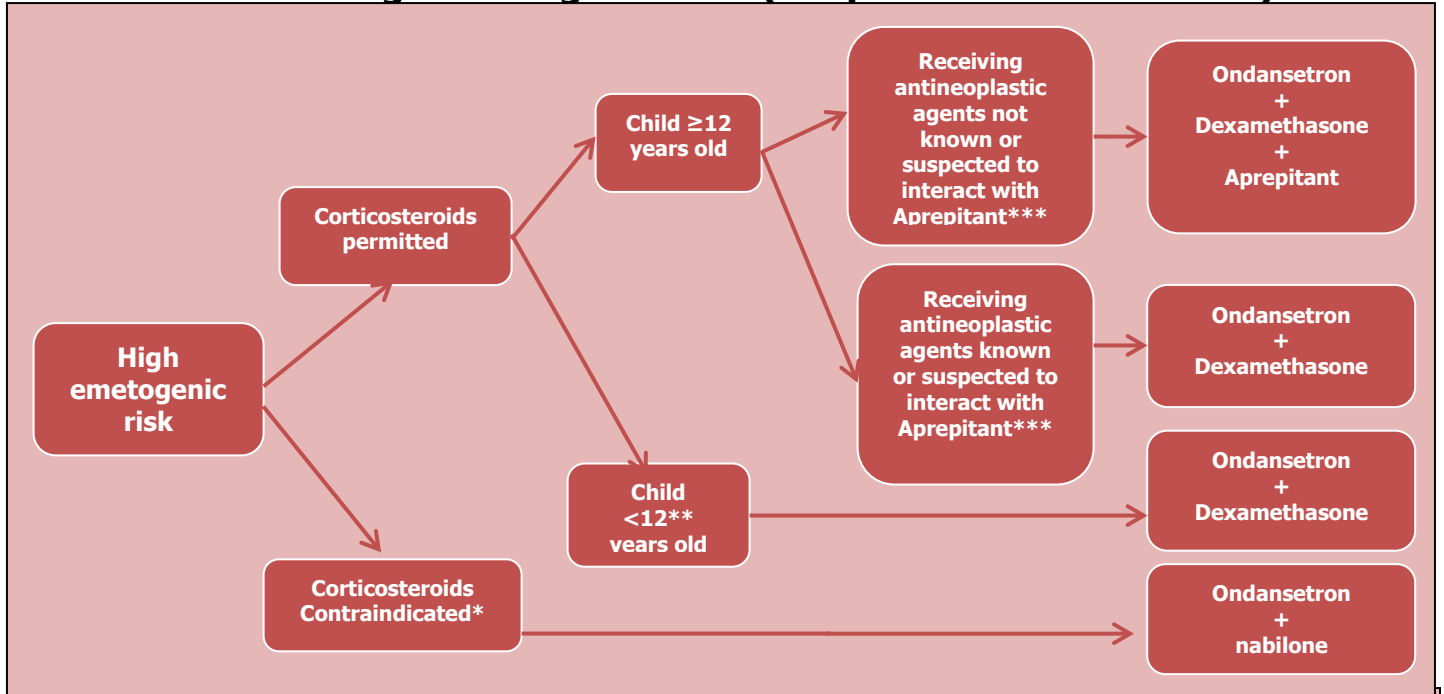 High
emetogenic
risk
Corticosteroids
permitted
Corticosteroids
Contraindicated*
Child ≥12
years old
Child
<12**
years old
Receiving
antineoplastic
agents not
known or
suspected to
interact with
Aprepitant***
Receiving
antineoplastic
agents known
or suspected to
interact with
Aprepitant***
Ondansetron
+
Dexamethasone
+
Aprepitant
Ondansetron
+
Dexamethasone
Ondansetron
+
Dexamethasone
Ondansetron
+
nabilone